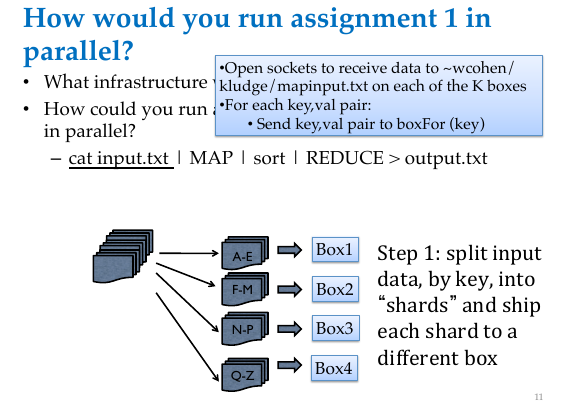 How would you run assignment 1 in
parallel?
• What infrastructure
•Open sockets to receive data to ~wcohen/
kludge/mapinput.txt on each of the K boxes
•For each key,val pair:
• Send key,val pair to boxFor (key)
• How could you run
in parallel?
– cat input.txt | MAP | sort | REDUCE > output.txt
A-E
Box1
F-M
Box2
N-P
Box3
Q-Z
Box4
Step 1: split input
data, by key, into
“shards” and ship
each shard to a
different box
11